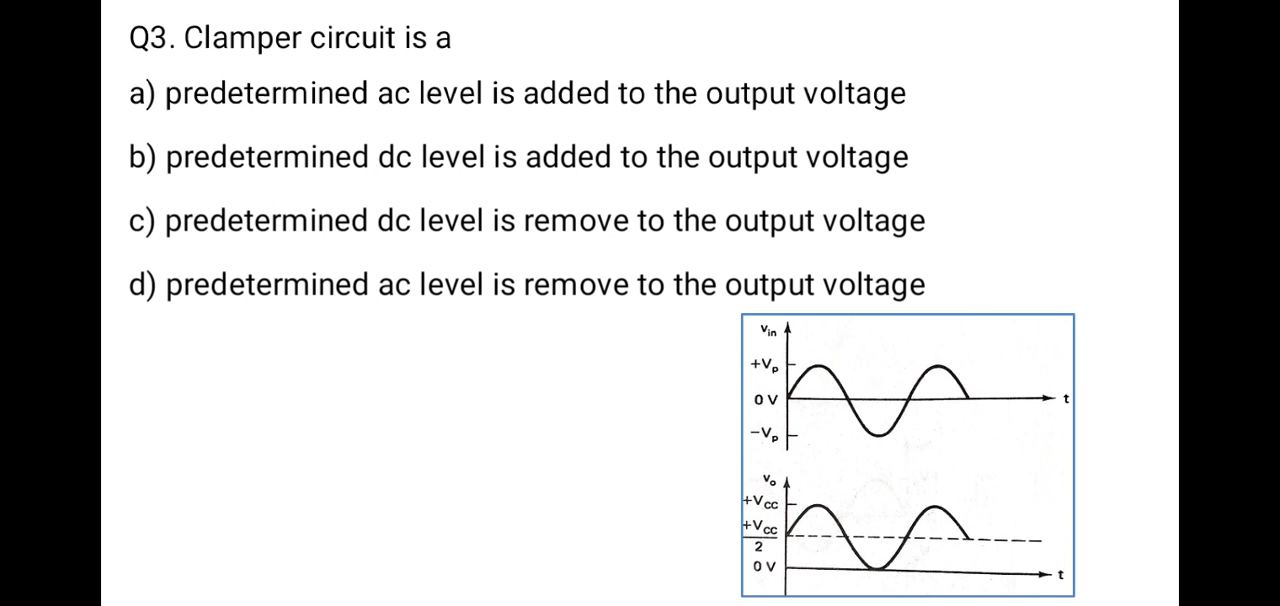 Q3. Clamper circuit is a
a) predetermined ac level is added to the output voltage
b) predetermined dc level is added to the output voltage
c) predetermined dc level is remove to the output voltage
d) predetermined ac level is remove to the output voltage
Vin
+Vp
0 V
t
-Vp
Vo
+Vcc
+Vcc
2
0 V
t